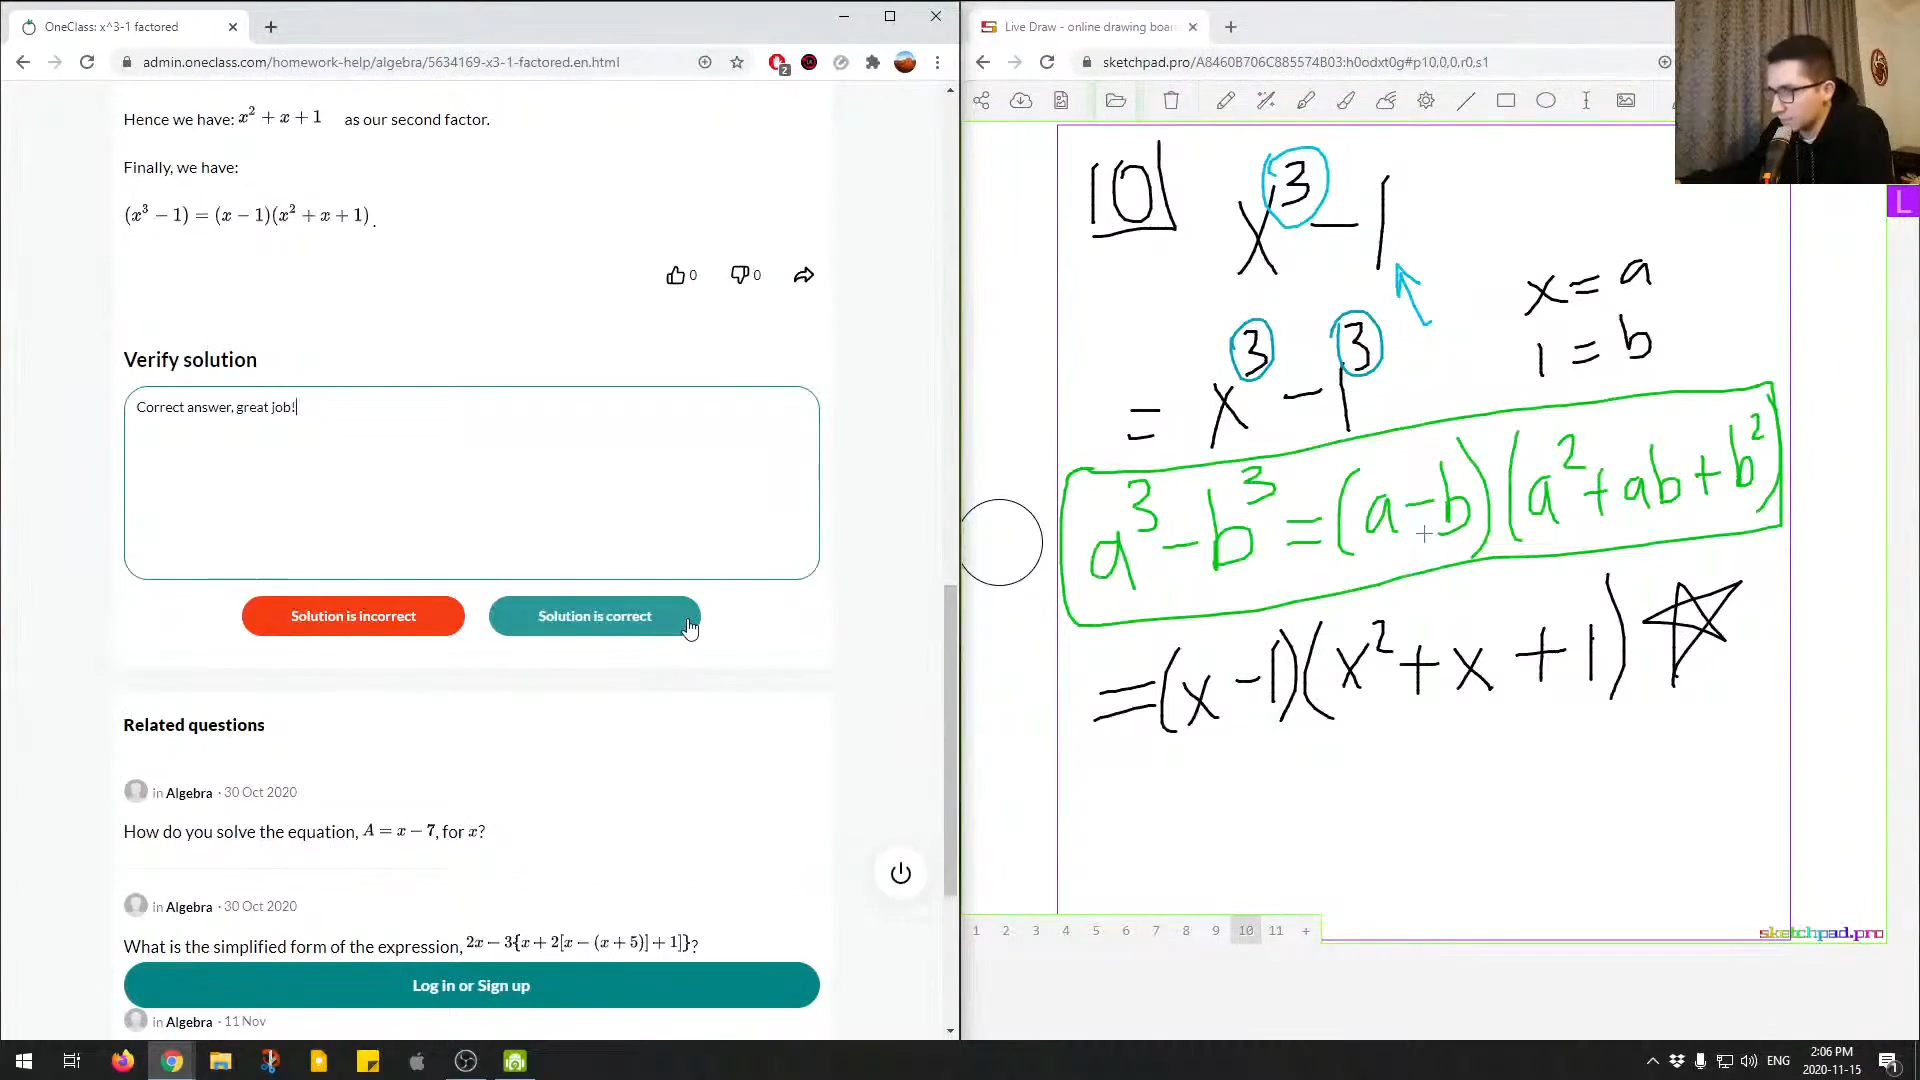 OneClass: x^3-1 factored
admin.oneclass.com/homework-help/algebra/5634169-x3-1-factored.en.html
2
Hence we have: x² + x + 1 as our second factor.
Finally, we have:
(x³ − 1) = (x − 1)(x² + x + 1) .
0
0
Verify solution
Correct answer, great job!
Solution is incorrect
Solution is correct
Related questions
in Algebra · 30 Oct 2020
How do you solve the equation, A = x − 7, for x?
in Algebra · 30 Oct 2020
What is the simplified form of the expression, 2x − 3{x + 2[x − (x + 5)] + 1]}?
Log in or Sign up
in Algebra · 11 Nov
Live Draw - online drawing boar
sketchpad.pro/A8460B706C885574B03:h0odxt0g#p10,0,0,r0,s1
L
10 x³ − 1
x = a
1 = b
= x³ − 1³
a³ − b³ = (a − b)(a² + ab + b²)
= (x − 1)(x² + x + 1)
1 2 3 4 5 6 7 8 9 10 11 +
sketchpad.pro
ENG
2:06 PM
2020-11-15
1